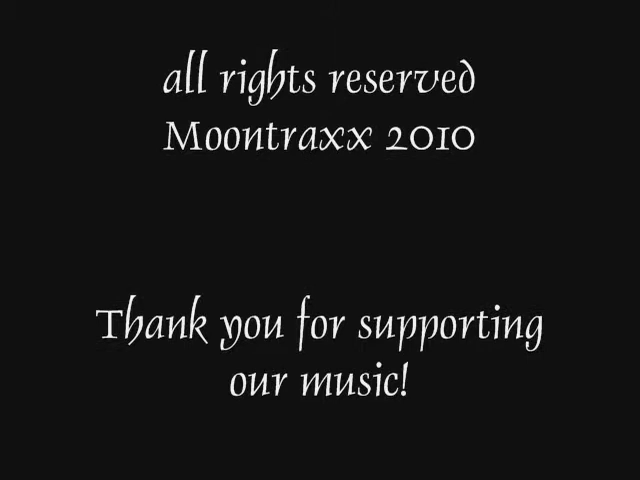 all rights reserved
Moontraxx 2010
Thank you for supporting
our music!